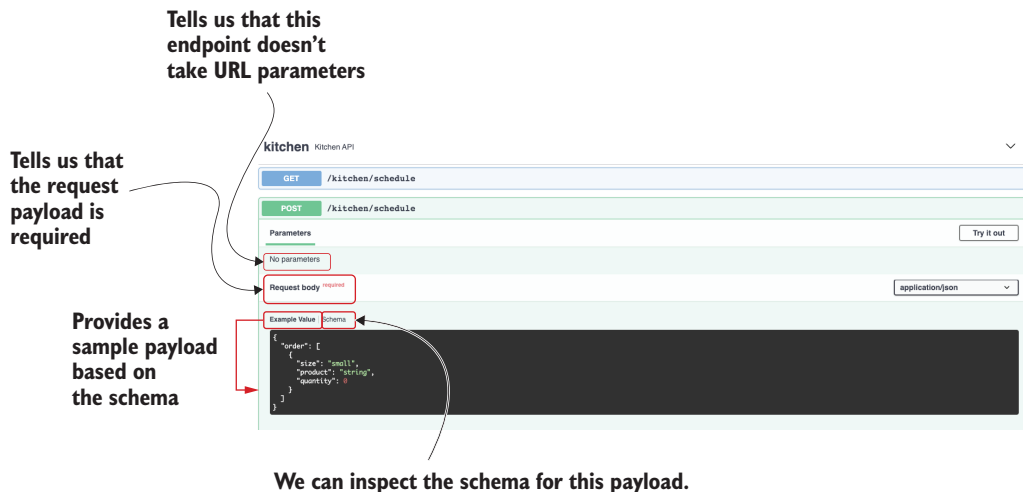 Tells us that this
endpoint doesn't
take URL parameters
Tells us that
the request
payload is
required
kitchen Kitchen API
GET /kitchen/schedule
POST /kitchen/schedule
Parameters
Try it out
No parameters
Request body required
application/json
Example Value Schema
{
"order": [
{
"size": "small",
"product": "string",
"quantity": 0
}
]
}
Provides a
sample payload
based on
the schema
We can inspect the schema for this payload.